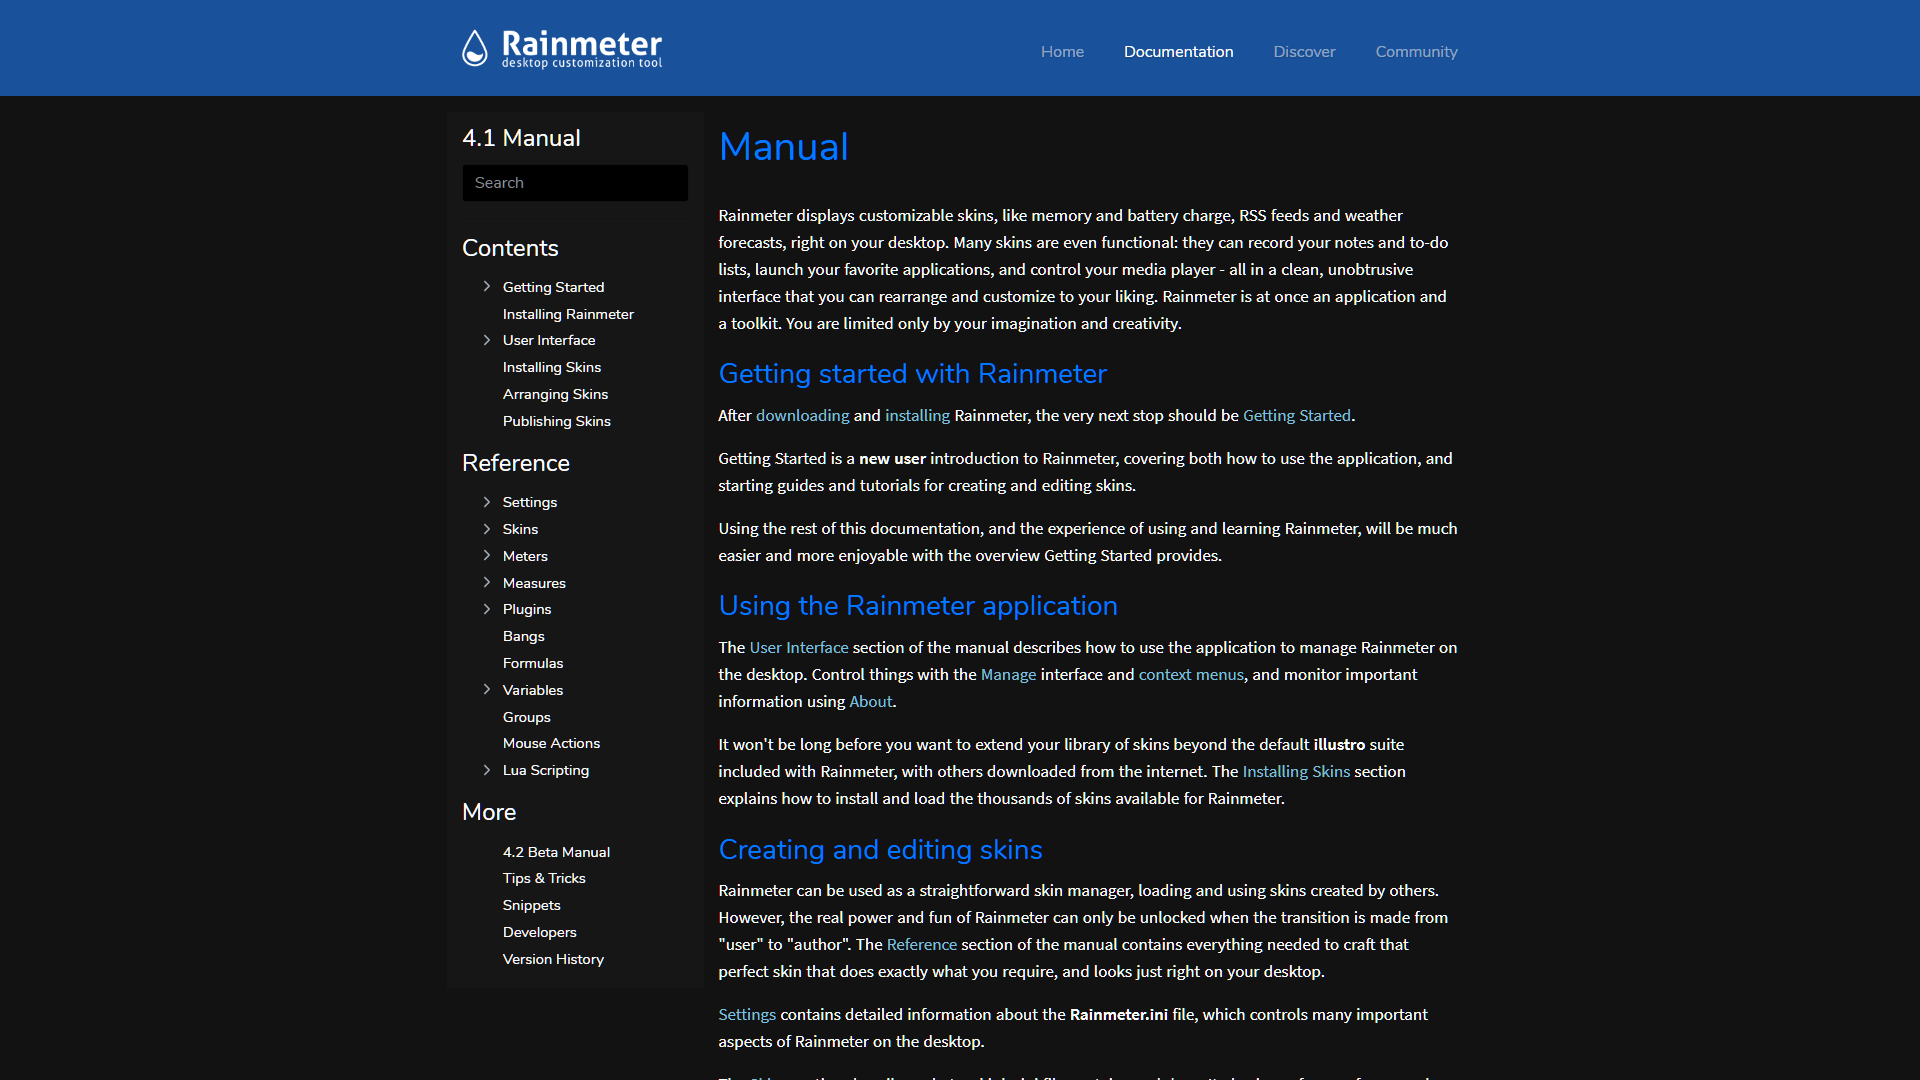 Rainmeter
desktop customization tool
Home
Documentation
Discover
Community
4.1 Manual
Search
Contents
Getting Started
Installing Rainmeter
User Interface
Installing Skins
Arranging Skins
Publishing Skins
Reference
Settings
Skins
Meters
Measures
Plugins
Bangs
Formulas
Variables
Groups
Mouse Actions
Lua Scripting
More
4.2 Beta Manual
Tips & Tricks
Snippets
Developers
Version History
Manual
Rainmeter displays customizable skins, like memory and battery charge, RSS feeds and weather
forecasts, right on your desktop. Many skins are even functional: they can record your notes and to-do
lists, launch your favorite applications, and control your media player - all in a clean, unobtrusive
interface that you can rearrange and customize to your liking. Rainmeter is at once an application and
a toolkit. You are limited only by your imagination and creativity.
Getting started with Rainmeter
After downloading and installing Rainmeter, the very next stop should be Getting Started.
Getting Started is a new user introduction to Rainmeter, covering both how to use the application, and
starting guides and tutorials for creating and editing skins.
Using the rest of this documentation, and the experience of using and learning Rainmeter, will be much
easier and more enjoyable with the overview Getting Started provides.
Using the Rainmeter application
The User Interface section of the manual describes how to use the application to manage Rainmeter on
the desktop. Control things with the Manage interface and context menus, and monitor important
information using About.
It won't be long before you want to extend your library of skins beyond the default illustro suite
included with Rainmeter, with others downloaded from the internet. The Installing Skins section
explains how to install and load the thousands of skins available for Rainmeter.
Creating and editing skins
Rainmeter can be used as a straightforward skin manager, loading and using skins created by others.
However, the real power and fun of Rainmeter can only be unlocked when the transition is made from
"user" to "author". The Reference section of the manual contains everything needed to craft that
perfect skin that does exactly what you require, and looks just right on your desktop.
Settings contains detailed information about the Rainmeter.ini file, which controls many important
aspects of Rainmeter on the desktop.